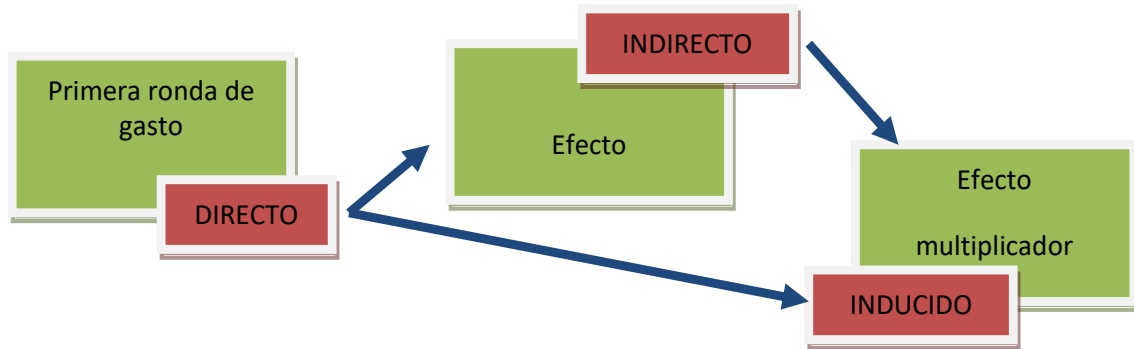 Primera ronda de
gasto
DIRECTO
INDIRECTO
Efecto
Efecto
multiplicador
INDUCIDO